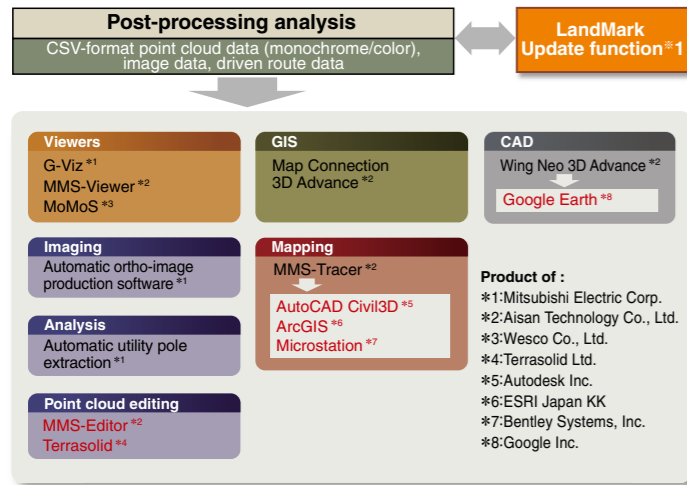 Post-processing analysis
CSV-format point cloud data (monochrome/color),
image data, driven route data
LandMark
Update function※1
Viewers
G-Viz *1
MMS-Viewer *2
MoMoS *3
GIS
Map Connection
3D Advance *2
CAD
Wing Neo 3D Advance *2
Google Earth *8
Imaging
Automatic ortho-image
production software *1
Mapping
MMS-Tracer *2
AutoCAD Civil3D *5
ArcGIS *6
Microstation *7
Analysis
Automatic utility pole
extraction *1
Point cloud editing
MMS-Editor *2
Terrasolid *4
Product of :
*1:Mitsubishi Electric Corp.
*2:Aisan Technology Co., Ltd.
*3:Wesco Co., Ltd.
*4:Terrasolid Ltd.
*5:Autodesk Inc.
*6:ESRI Japan KK
*7:Bentley Systems, Inc.
*8:Google Inc.